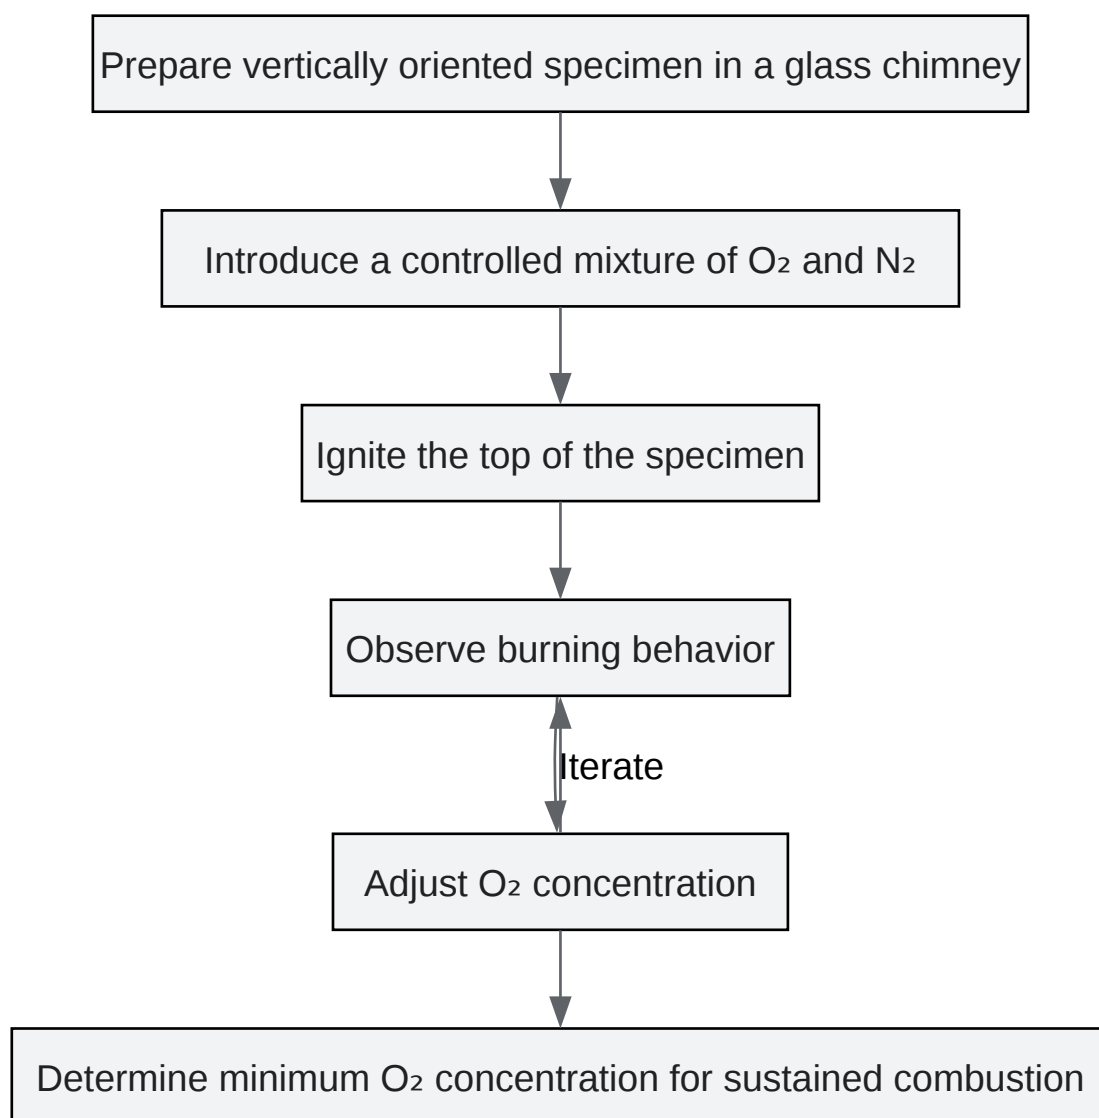 Prepare vertically oriented specimen in a glass chimney
Introduce a controlled mixture of O₂ and N₂
Ignite the top of the specimen
Observe burning behavior
Iterate
Adjust O₂ concentration
Determine minimum O₂ concentration for sustained combustion